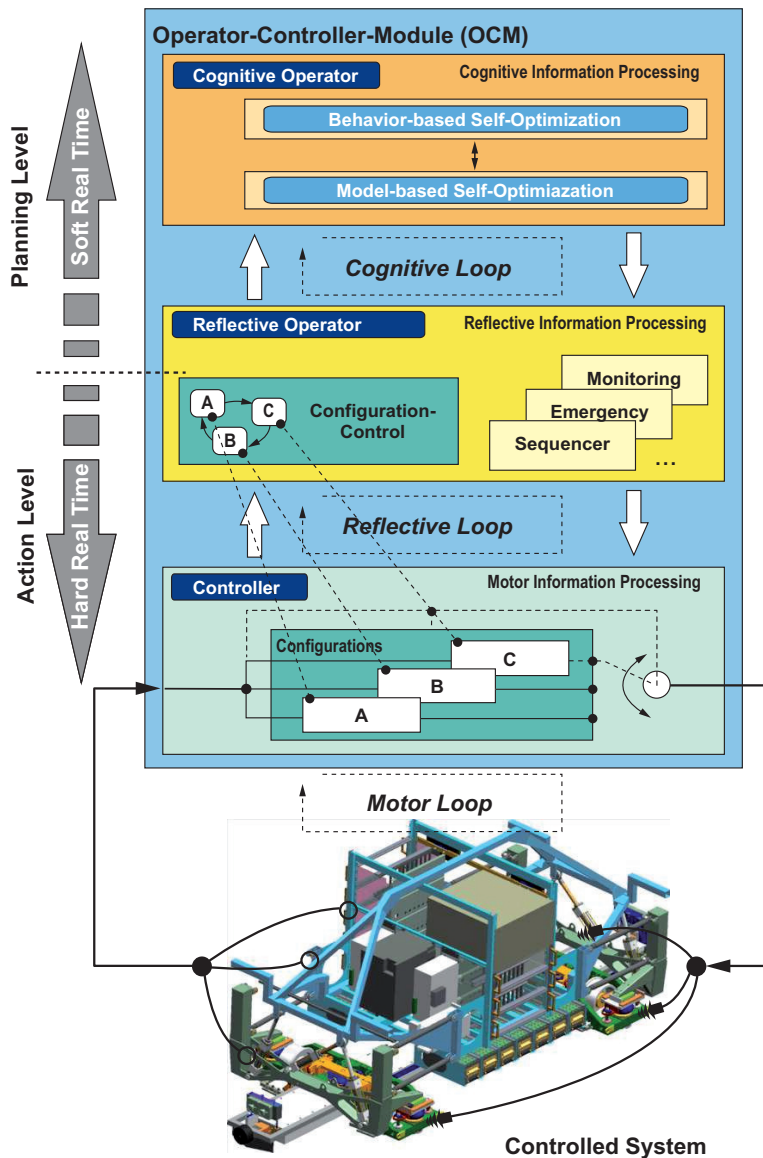 Operator-Controller-Module (OCM)
Cognitive Operator
Cognitive Information Processing
Behavior-based Self-Optimization
Model-based Self-Optimiazation
Cognitive Loop
Planning Level
Soft Real Time
Reflective Operator
Reflective Information Processing
A
C
B
Configuration-
Control
Monitoring
Emergency
Sequencer
...
Reflective Loop
Action Level
Hard Real Time
Controller
Motor Information Processing
Configurations
C
B
A
Motor Loop
Controlled System